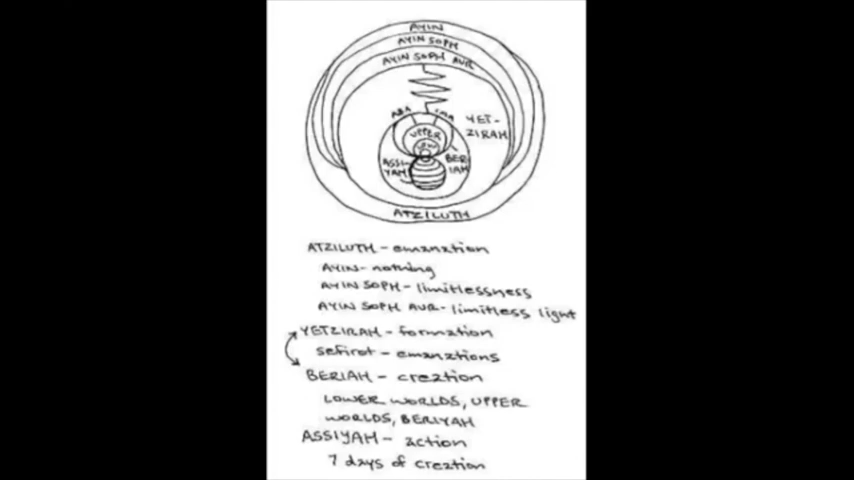 AYIN
AYIN SOPH
AYIN SOPH AUR
ABA
IMA
YET-
ZIRAH
UPPER
ASSI-
YAH
BER-
IAH
ATZILUTH
ATZILUTH - emanation
AYIN - nothing
AYIN SOPH - limitlessness
AYIN SOPH AUR - limitless light
YETZIRAH - formation
sefirot - emanations
BERIAH - creation
LOWER WORLDS, UPPER
WORLDS, BERIYAH
ASSIYAH - action
7 days of creation